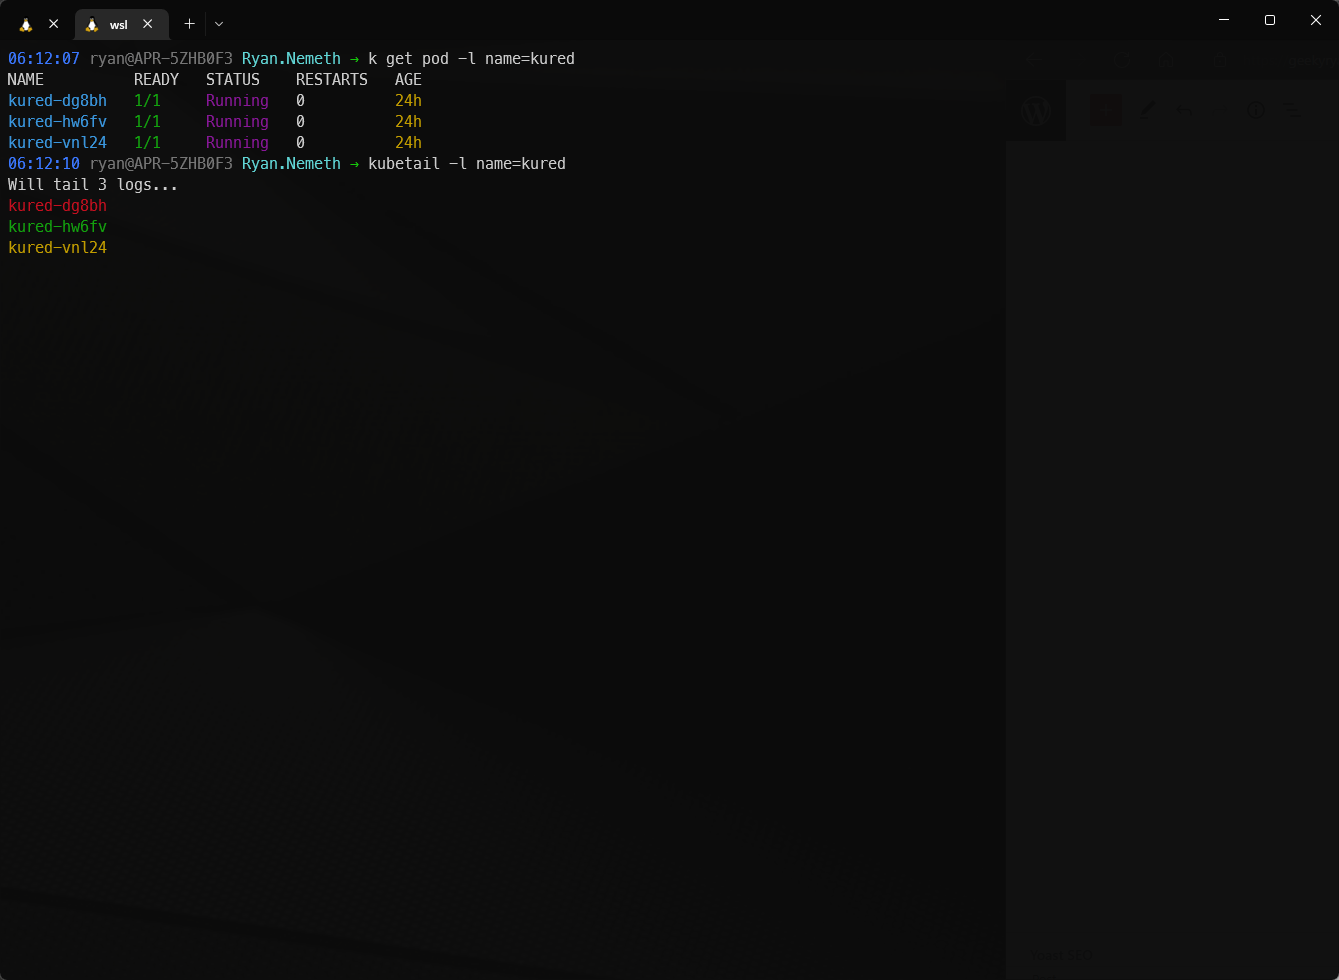 wsl
06:12:07 ryan@APR-5ZHB0F3 Ryan.Nemeth → k get pod -l name=kured
NAME READY STATUS RESTARTS AGE
kured-dg8bh 1/1 Running 0 24h
kured-hw6fv 1/1 Running 0 24h
kured-vnl24 1/1 Running 0 24h
06:12:10 ryan@APR-5ZHB0F3 Ryan.Nemeth → kubetail -l name=kured
Will tail 3 logs...
kured-dg8bh
kured-hw6fv
kured-vnl24